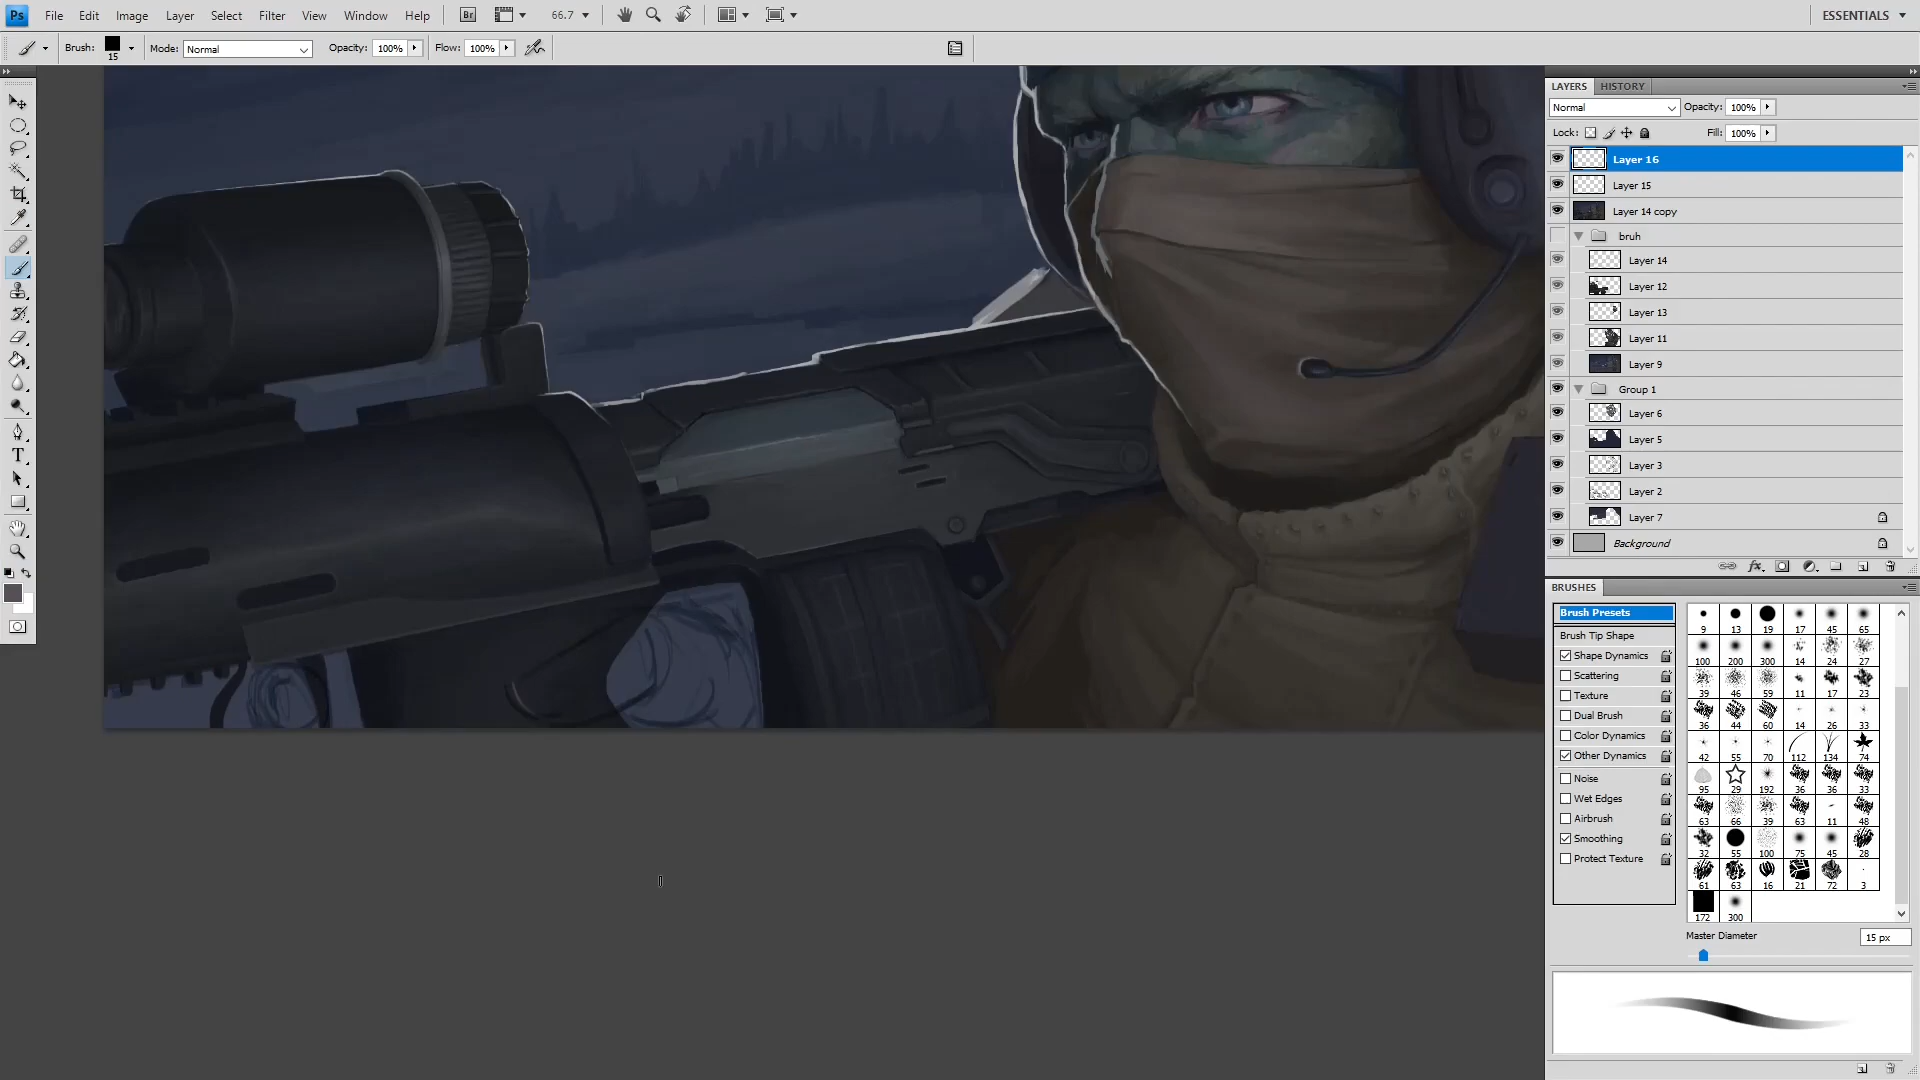 Ps File Edit Image Layer Select Filter View Window Help Br 66.7 ESSENTIALS
Brush: 15 Mode: Normal Opacity: 100% Flow: 100%
LAYERS HISTORY
Normal Opacity: 100%
Lock: Fill: 100%
Layer 16
Layer 15
Layer 14 copy
bruh
Layer 14
Layer 12
Layer 13
Layer 11
Layer 9
Group 1
Layer 6
Layer 5
Layer 3
Layer 2
Layer 7
Background
fx
T
BRUSHES
Brush Presets
Brush Tip Shape
Shape Dynamics
Scattering
Texture
Dual Brush
Color Dynamics
Other Dynamics
Noise
Wet Edges
Airbrush
Smoothing
Protect Texture
9 13 19 17 45 65
100 200 300 14 24 27
39 46 59 11 17 23
36 44 60 14 26 33
42 55 70 112 134 74
95 29 192 36 36 33
63 66 39 63 11 48
32 55 100 75 45 28
61 63 16 21 72 3
172 300
Master Diameter 15 px